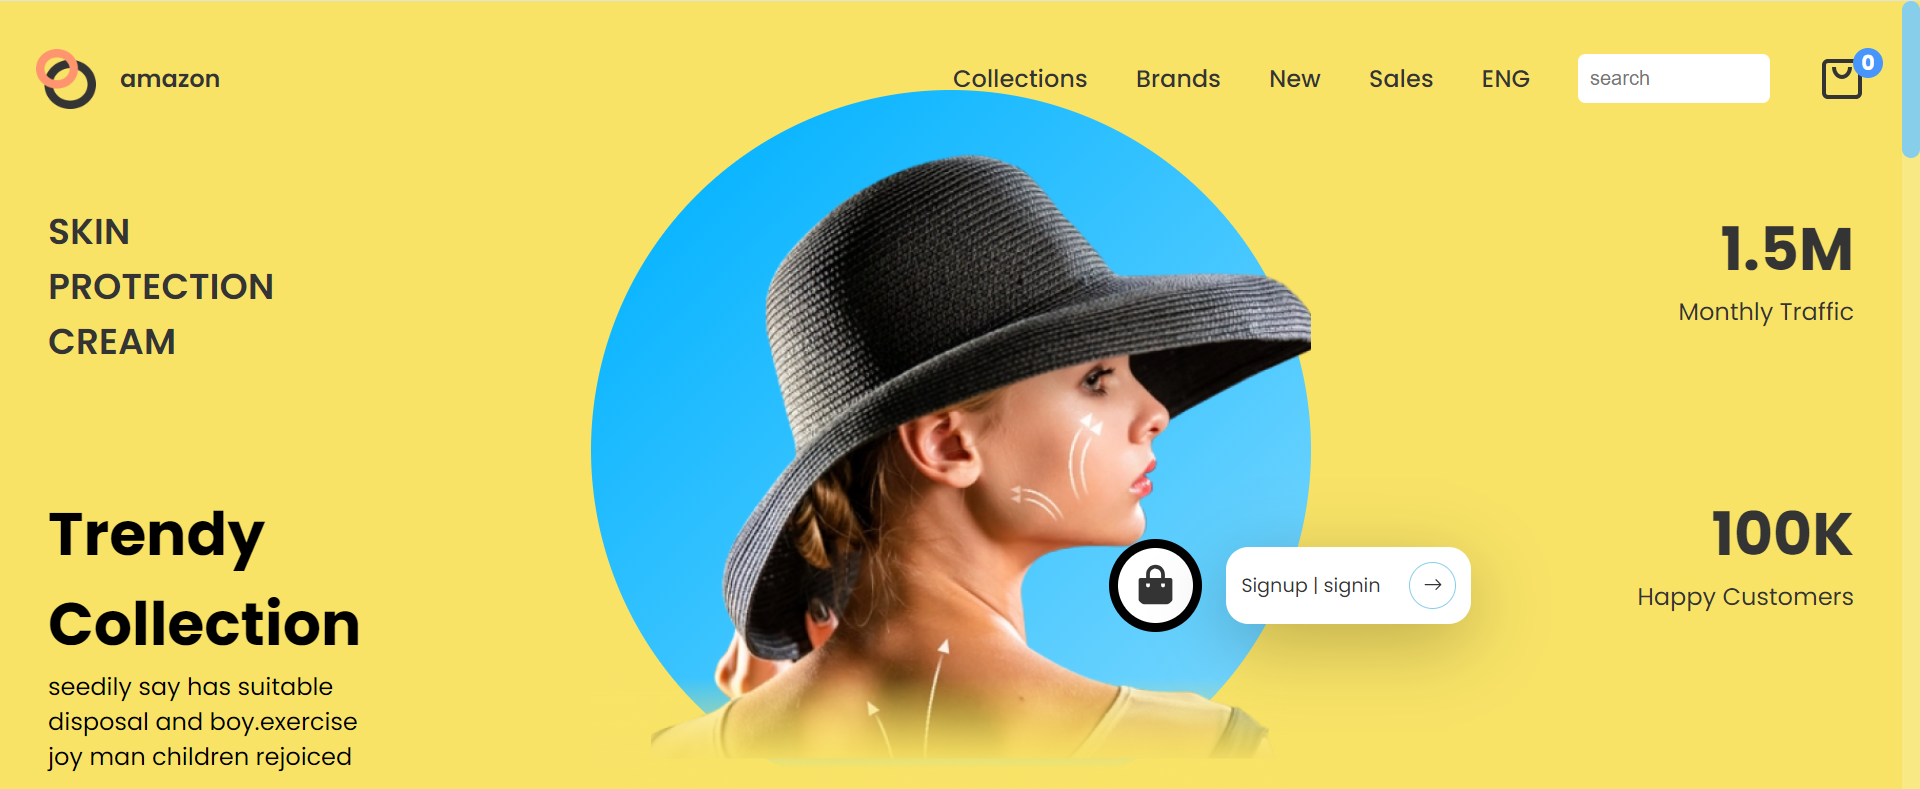 amazon
Collections
Brands
New
Sales
ENG
search
0
SKIN
PROTECTION
CREAM
1.5M
Monthly Traffic
Trendy
Collection
seedily say has suitable
disposal and boy.exercise
joy man children rejoiced
Signup | signin
100K
Happy Customers